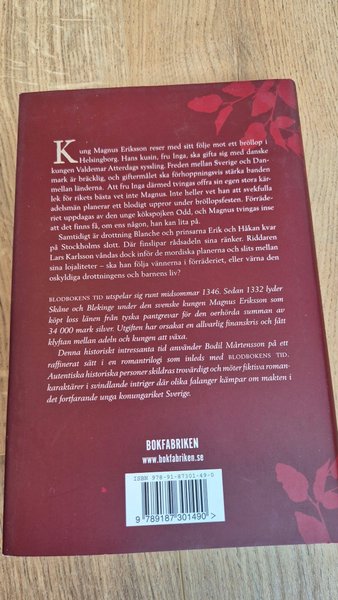 Kung Magnus Eriksson reser med sitt följe mot ett bröllop i
Helsingborg. Hans kusin, fru Inga, ska gifta sig med danske
kungen Valdemar Atterdags syssling. Freden mellan Sverige och Dan-
mark är bräcklig, och giftermålet ska förhoppningsvis stärka banden
mellan länderna. Att fru Inga därmed tvingas offra sin egen stora kär-
lek för rikets bästa vet inte Magnus. Inte heller vet han att svekfulla
adelsmän planerar ett blodigt uppror under bröllopsfesten. Förräde-
riet uppdagas av den unge kökspojken Odd, och Magnus tvingas inse
att det finns få, om ens någon, han kan lita på.
Samtidigt är drottning Blanche och prinsarna Erik och Håkan kvar
på Stockholms slott. Där finslipar rådsadeln sina ränker. Riddaren
Lars Karlsson våndas dock inför de mordiska planerna och slits mellan
sina lojaliteter – ska han följa vännerna i förräderiet, eller värna den
oskyldiga drottningens och barnens liv?
BLODBOKENS TID utspelar sig runt midsommar 1346. Sedan 1332 lyder
Skåne och Blekinge under den svenske kungen Magnus Eriksson som
köpt loss länen från tyska pantgrevar för den oerhörda summan av
34 000 mark silver. Utgiften har orsakat en allvarlig finanskris och fått
klyftan mellan adeln och kungen att växa.
Denna historiskt intressanta tid använder Bodil Mårtensson på ett
raffinerat sätt i en romantrilogi som inleds med BLODBOKENS TID.
Autentiska historiska personer skildras trovärdigt och möter fiktiva roman-
karaktärer i svindlande intriger där olika falanger kämpar om makten i
det fortfarande unga konungariket Sverige.
BOKFABRIKEN
www.bokfabriken.se
ISBN 978-91-87301-49-0
9 789187 301490